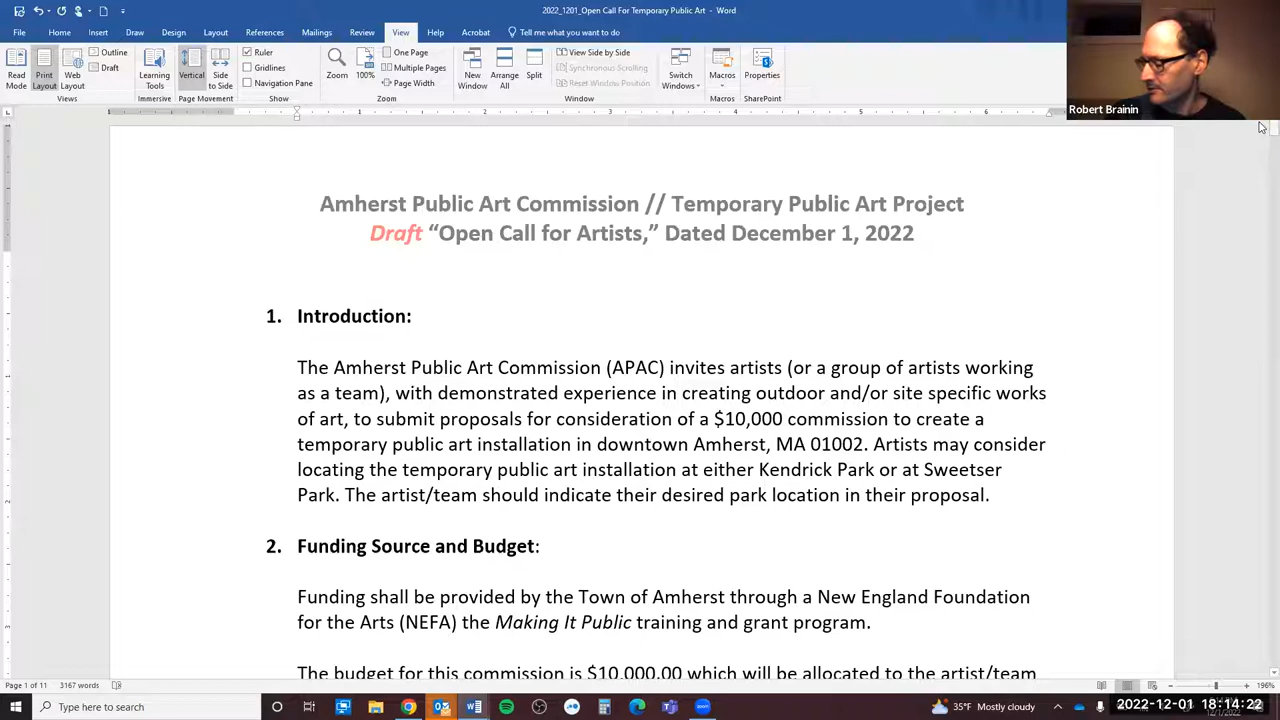 2022_1201_Open Call For Temporary Public Art - Word
File Home Insert Draw Design Layout References Mailings Review View Help Acrobat Tell me what you want to do
Read Mode Print Layout Web Layout Outline Draft Views
Learning Tools Immersive
Vertical Side to Side Page Movement
Ruler Gridlines Navigation Pane Show
Zoom 100% One Page Multiple Pages Page Width Zoom
New Window Arrange All Split View Side by Side Synchronous Scrolling Reset Window Position Switch Windows Window
Macros Macros
Properties SharePoint
Robert Brainin
1 1 2 3 4 5 6
Amherst Public Art Commission // Temporary Public Art Project
Draft “Open Call for Artists,” Dated December 1, 2022
1. Introduction:
The Amherst Public Art Commission (APAC) invites artists (or a group of artists working
as a team), with demonstrated experience in creating outdoor and/or site specific works
of art, to submit proposals for consideration of a $10,000 commission to create a
temporary public art installation in downtown Amherst, MA 01002. Artists may consider
locating the temporary public art installation at either Kendrick Park or at Sweetser
Park. The artist/team should indicate their desired park location in their proposal.
2. Funding Source and Budget:
Funding shall be provided by the Town of Amherst through a New England Foundation
for the Arts (NEFA) the Making It Public training and grant program.
The budget for this commission is $10,000.00 which will be allocated to the artist/team
Page 1 of 11 3167 words 196%
Type here to search 35°F Mostly cloudy 2022-12-01 18:14:22